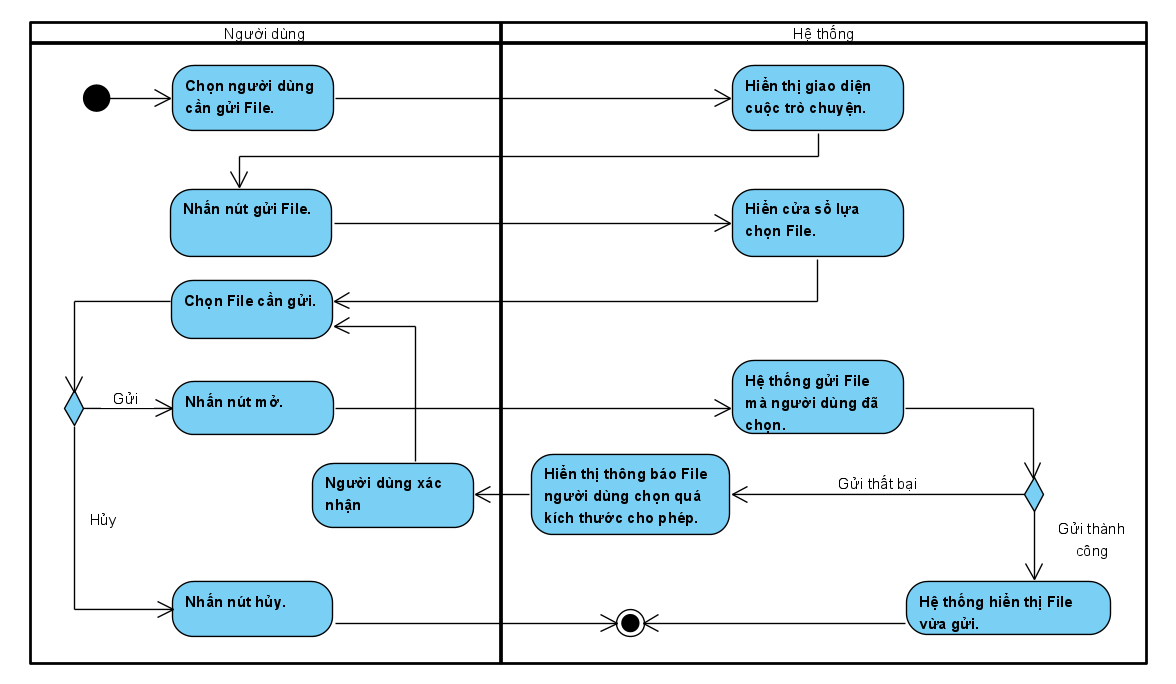 Người dùng
Hệ thống
Chọn người dùng
cần gửi File.
Hiển thị giao diện
cuộc trò chuyện.
Nhấn nút gửi File.
Hiển cửa sổ lựa
chọn File.
Chọn File cần gửi.
Gửi
Nhấn nút mở.
Hệ thống gửi File
mà người dùng đã
chọn.
Người dùng xác
nhận
Hiển thị thông báo File
người dùng chọn quá
kích thước cho phép.
Gửi thất bại
Hủy
Gửi thành
công
Nhấn nút hủy.
Hệ thống hiển thị File
vừa gửi.